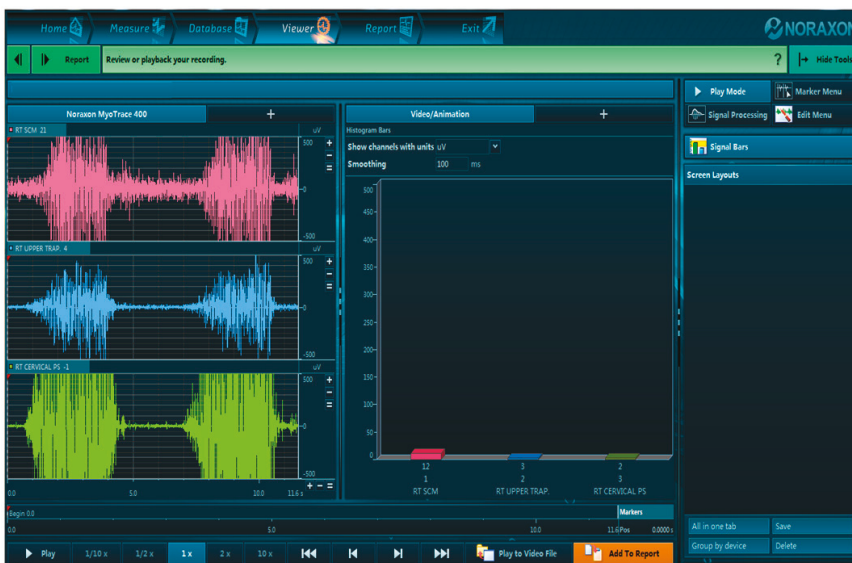 Home Measure Database Viewer Report Exit NORAXON
Report Review or playback your recording. ? Hide Tools
Play Mode Marker Menu
Noraxon MyoTrace 400 + Video/Animation +
Signal Processing Edit Menu
RT SCM 21 uV
Histogram Bars
500 +
Show channels with units uV
Signal Bars
−
Smoothing 100 ms
=
Screen Layouts
0
-500
RT UPPER TRAP. 4 uV
500 +
−
=
0
-500
RT CERVICAL PS -1 uV
500 +
−
=
0
-500
0.0 5.0 10.0 11.6 s + − =
500
450
400
350
300
250
200
150
100
50
0
12 3 2
1 2 3
RT SCM RT UPPER TRAP. RT CERVICAL PS
Begin 0.0 Markers
0.0 5.0 10.0 11.6 Pos 0.0000 s
All in one tab Save
Group by device Delete
Play 1/10 x 1/2 x 1 x 2 x 10 x Play to Video File Add To Report